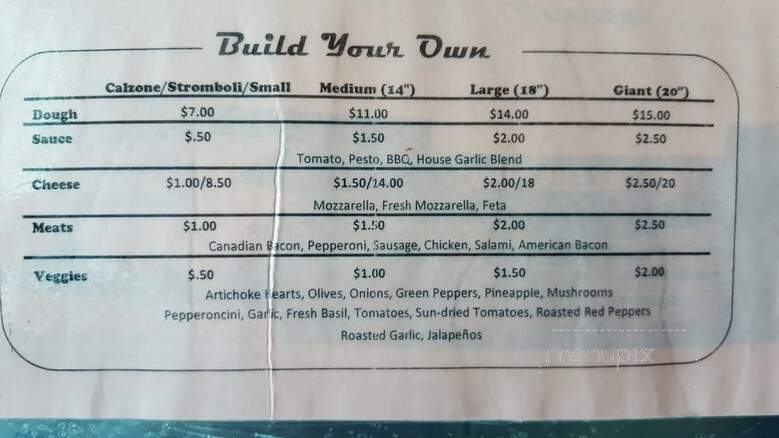 Build Your Own
Calzone/Stromboli/Small Medium (14") Large (18") Giant (20")
Dough $7.00 $11.00 $14.00 $15.00
Sauce $.50 $1.50 $2.00 $2.50
Tomato, Pesto, BBQ, House Garlic Blend
Cheese $1.00/8.50 $1.50/14.00 $2.00/18 $2.50/20
Mozzarella, Fresh Mozzarella, Feta
Meats $1.00 $1.50 $2.00 $2.50
Canadian Bacon, Pepperoni, Sausage, Chicken, Salami, American Bacon
Veggies $.50 $1.00 $1.50 $2.00
Artichoke Hearts, Olives, Onions, Green Peppers, Pineapple, Mushrooms
Pepperoncini, Garlic, Fresh Basil, Tomatoes, Sun-dried Tomatoes, Roasted Red Peppers
Roasted Garlic, Jalapeños
menupix